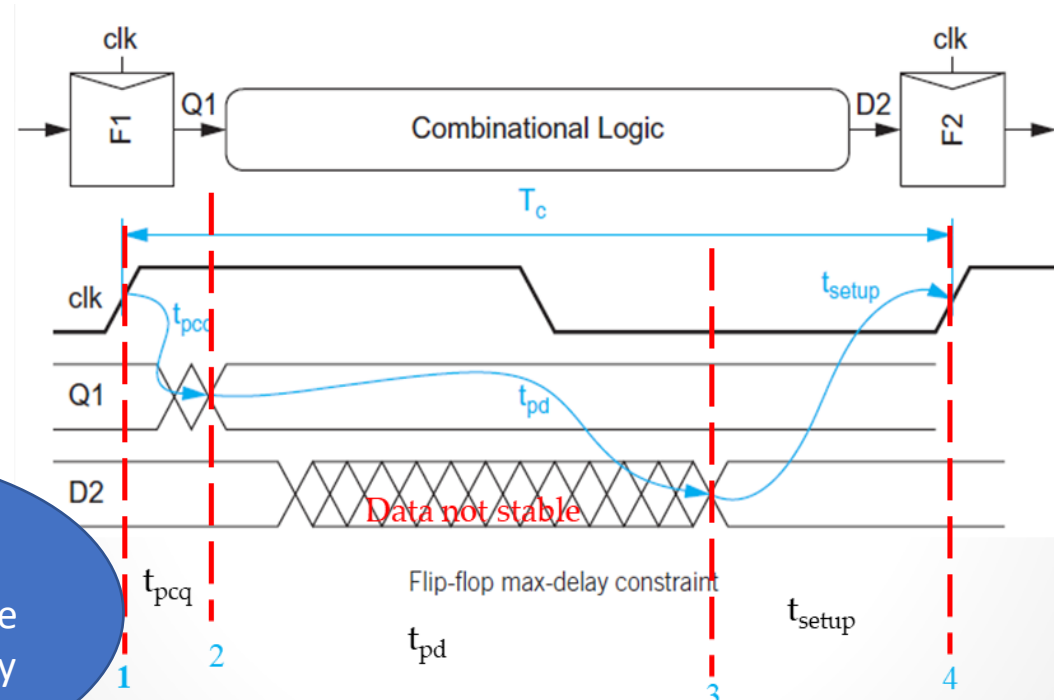 clk
clk
F1
Q1
Combinational Logic
D2
F2
Tc
clk
tpcq
tsetup
Q1
tpd
D2
Data not stable
tpcq
Flip-flop max-delay constraint
tsetup
tpd
1
2
3
4